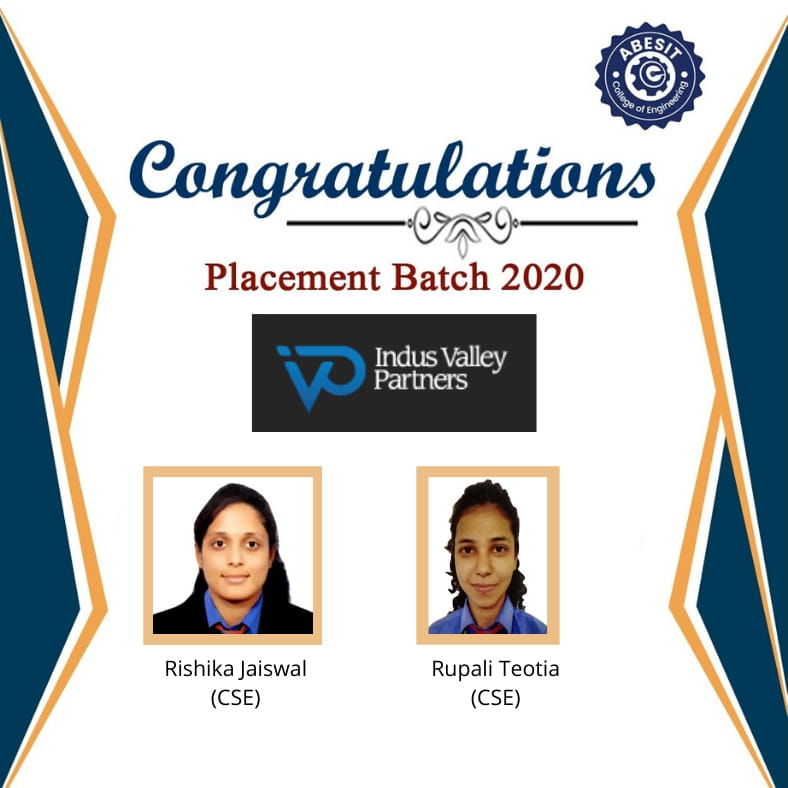 ABESIT
College of Engineering
Congratulations
Placement Batch 2020
Indus Valley
Partners
Rishika Jaiswal
(CSE)
Rupali Teotia
(CSE)